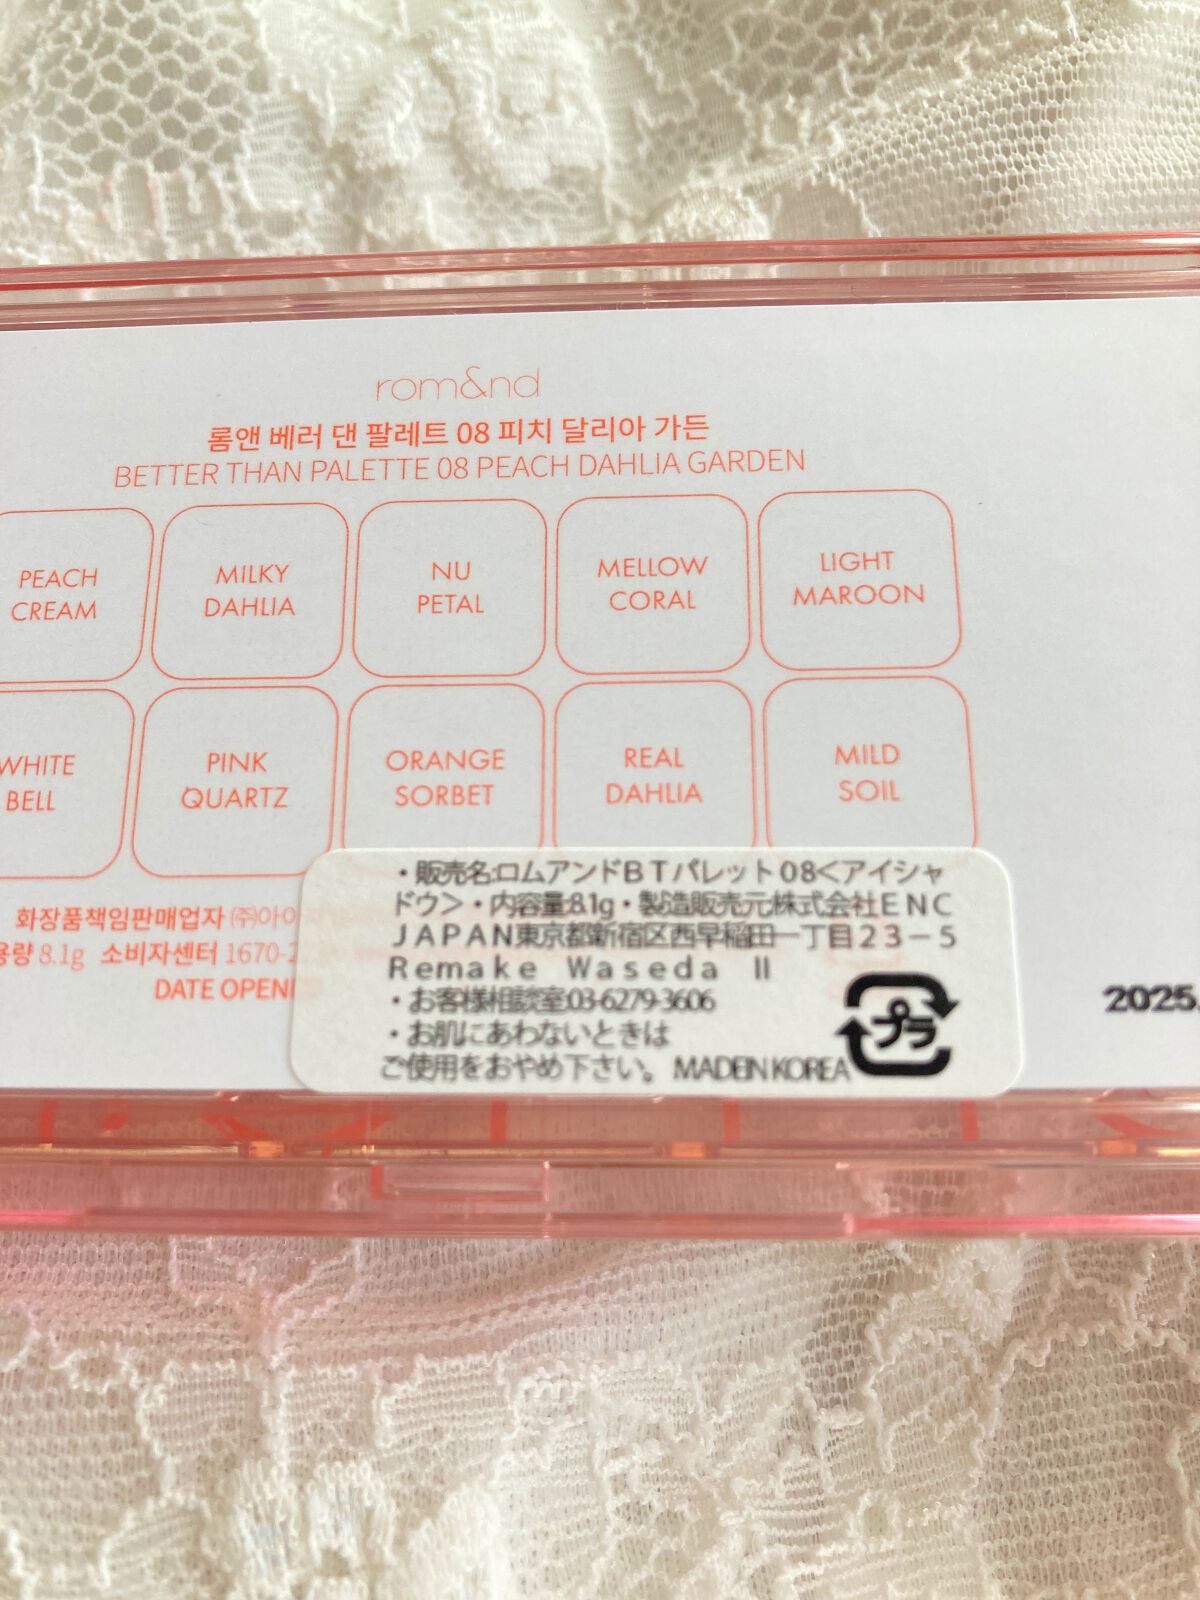 rom&nd
롬앤 베러 댄 팔레트 08 피치 달리아 가든
BETTER THAN PALETTE 08 PEACH DAHLIA GARDEN
PEACH CREAM
MILKY DAHLIA
NU PETAL
MELLOW CORAL
LIGHT MAROON
WHITE BELL
PINK QUARTZ
ORANGE SORBET
REAL DAHLIA
MILD SOIL
화장품책임판매업자 ㈜아이
용량 8.1g 소비자센터 1670-2
DATE OPEN
・販売名:ロムアンドBTパレット08<アイシャ
ドウ>・内容量:8.1g・製造販売元:株式会社ENC
JAPAN東京都新宿区西早稲田一丁目23-5
Remake Waseda Ⅱ
・お客様相談室:03-6279-3606
・お肌にあわないときは
ご使用をおやめ下さい。 MADE IN KOREA
プラ
2025.